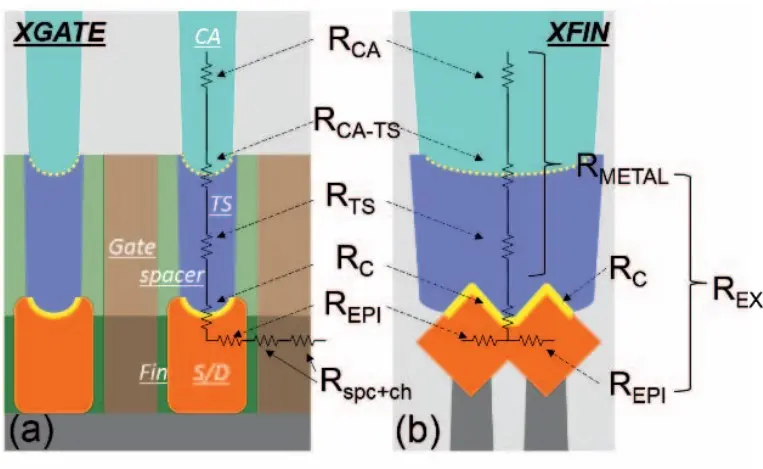 XGATE
CA
R_CA
XFIN
R_CA-TS
R_METAL
TS
R_TS
Gate
spacer
R_C
R_C
R_EX
R_EPI
Fin
S/D
R_spc+ch
R_EPI
(a)
(b)